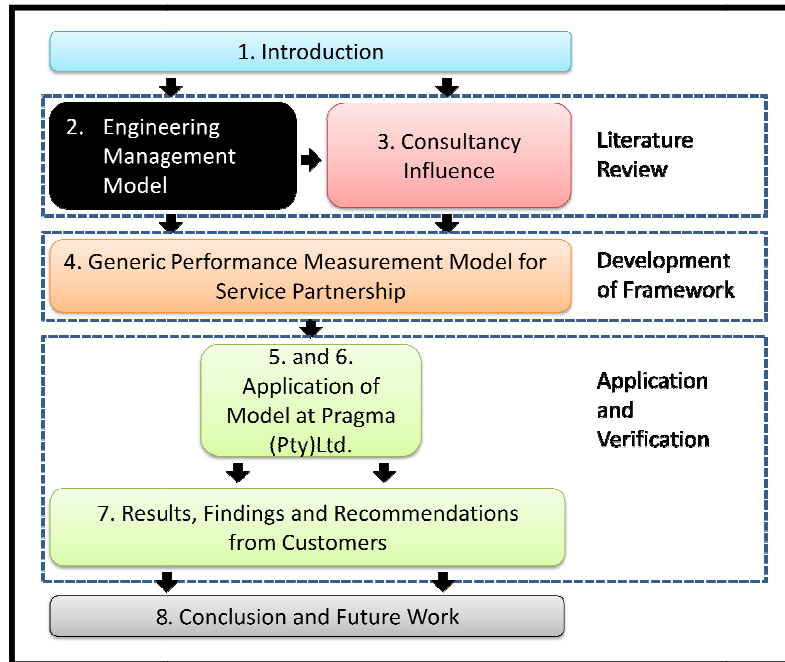 1. Introduction
2. Engineering
Management
Model
3. Consultancy
Influence
Literature
Review
4. Generic Performance Measurement Model for
Service Partnership
Development
of Framework
5. and 6.
Application of
Model at Pragma
(Pty)Ltd.
Application
and
Verification
7. Results, Findings and Recommendations
from Customers
8. Conclusion and Future Work